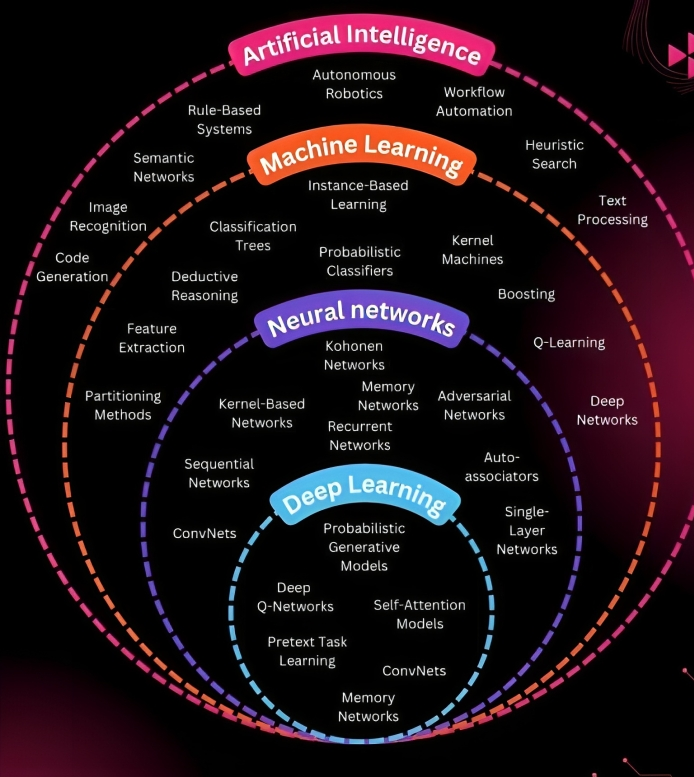 Artificial Intelligence
Autonomous
Robotics
Workflow
Automation
Rule-Based
Systems
Heuristic
Search
Semantic
Networks
Text
Processing
Image
Recognition
Code
Generation
Machine Learning
Instance-Based
Learning
Classification
Trees
Probabilistic
Classifiers
Kernel
Machines
Deductive
Reasoning
Boosting
Feature
Extraction
Q-Learning
Partitioning
Methods
Deep
Networks
Neural networks
Kohonen
Networks
Memory
Networks
Kernel-Based
Networks
Adversarial
Networks
Recurrent
Networks
Sequential
Networks
Auto-
associators
ConvNets
Single-
Layer
Networks
Deep Learning
Probabilistic
Generative
Models
Deep
Q-Networks
Self-Attention
Models
Pretext Task
Learning
ConvNets
Memory
Networks